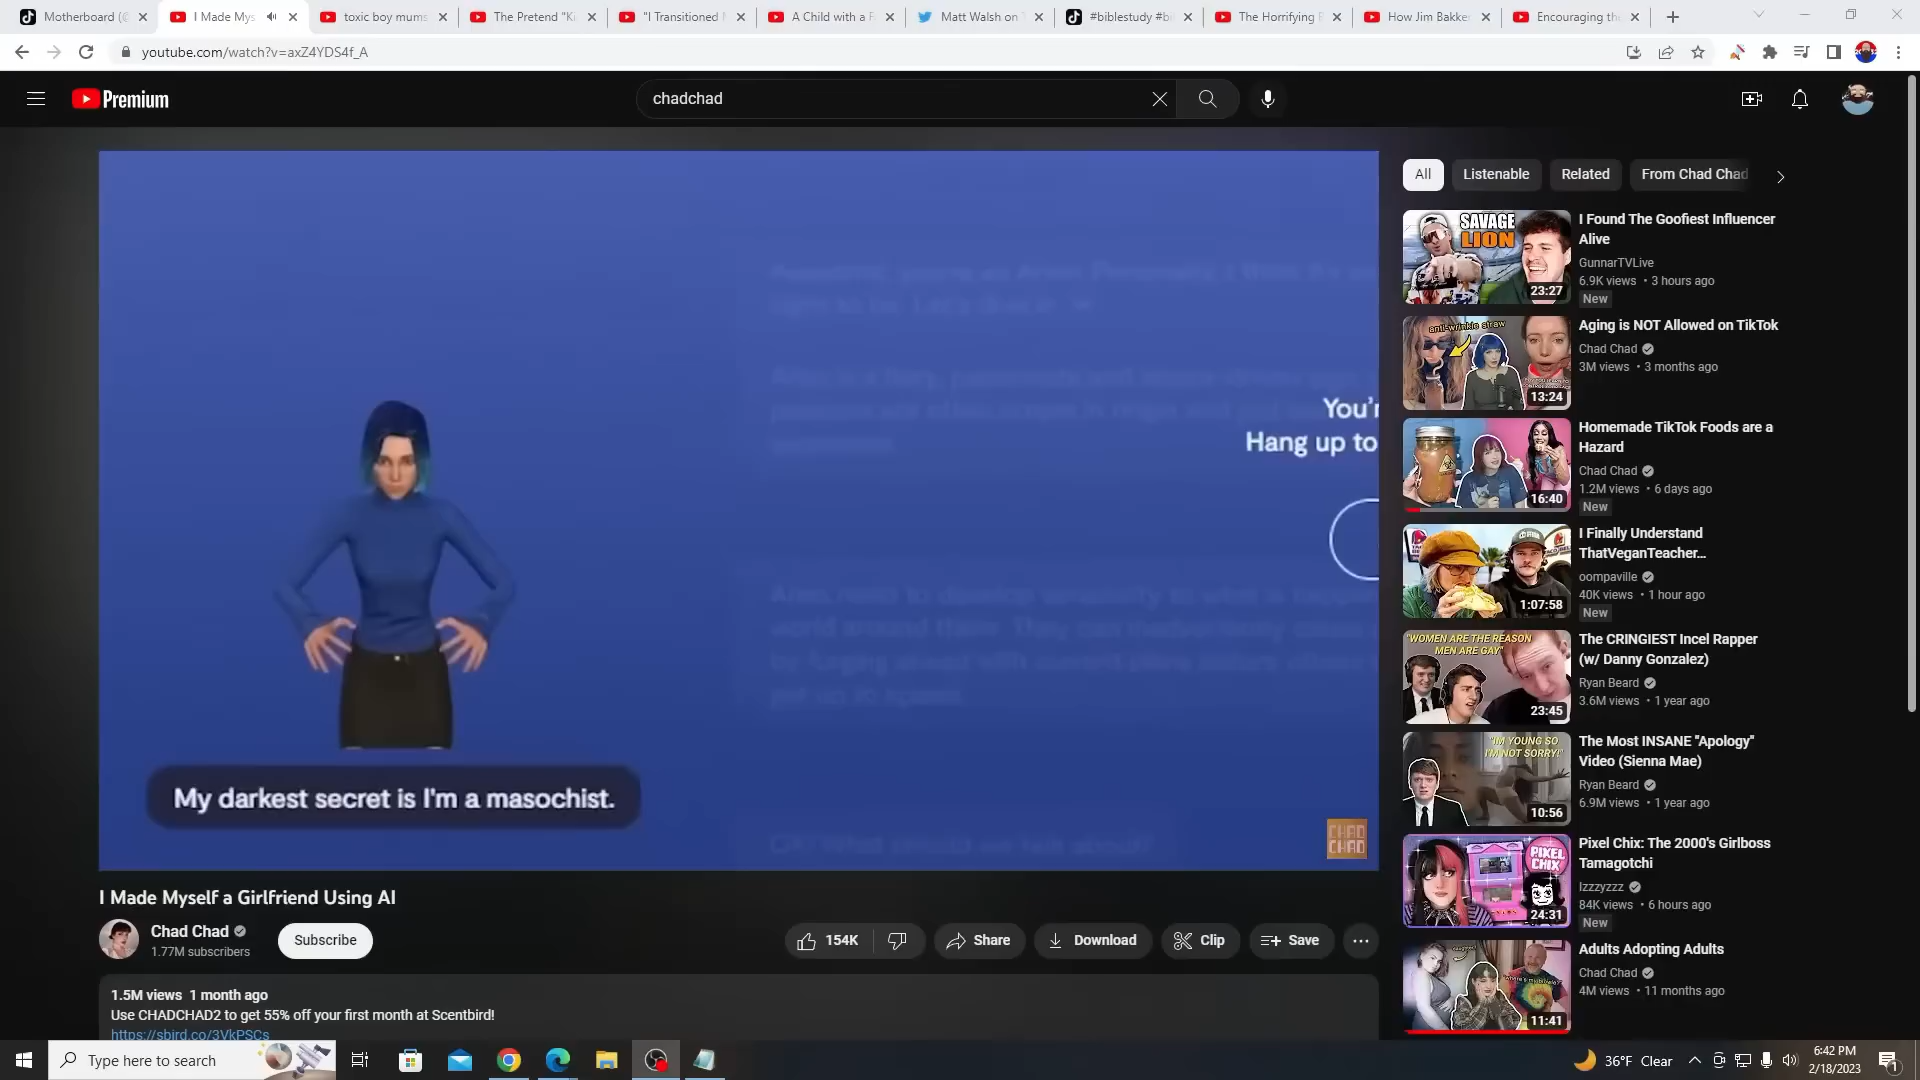 Motherboard (@
I Made Mys
toxic boy mums
The Pretend "K
"I Transitioned
A Child with a
Matt Walsh on
#biblestudy #bi
The Horrifying
How Jim Bakke
Encouraging th
youtube.com/watch?v=axZ4YDS4f_A
Premium
chadchad
You'r
Hang up to
My darkest secret is I'm a masochist.
CHAD
CHAD
I Made Myself a Girlfriend Using AI
Chad Chad
1.77M subscribers
Subscribe
154K
Share
Download
Clip
Save
1.5M views 1 month ago
Use CHADCHAD2 to get 55% off your first month at Scentbird!
https://sbird.co/3VkPSCs
All
Listenable
Related
From Chad Chad
SAVAGE
LION
23:27
I Found The Goofiest Influencer
Alive
GunnarTVLive
6.9K views • 3 hours ago
New
anti-wrinkle straw
13:24
Aging is NOT Allowed on TikTok
Chad Chad
3M views • 3 months ago
16:40
Homemade TikTok Foods are a
Hazard
Chad Chad
1.2M views • 6 days ago
New
1:07:58
I Finally Understand
ThatVeganTeacher...
oompaville
40K views • 1 hour ago
New
"WOMEN ARE THE REASON
MEN ARE GAY"
23:45
The CRINGIEST Incel Rapper
(w/ Danny Gonzalez)
Ryan Beard
3.6M views • 1 year ago
"IM YOUNG SO
I'M NOT SORRY!"
10:56
The Most INSANE "Apology"
Video (Sienna Mae)
Ryan Beard
6.9M views • 1 year ago
PIXEL
CHIX
24:31
Pixel Chix: The 2000's Girlboss
Tamagotchi
Izzzyzzz
84K views • 6 hours ago
New
11:41
Adults Adopting Adults
Chad Chad
4M views • 11 months ago
Type here to search
36°F Clear
6:42 PM
2/18/2023
1